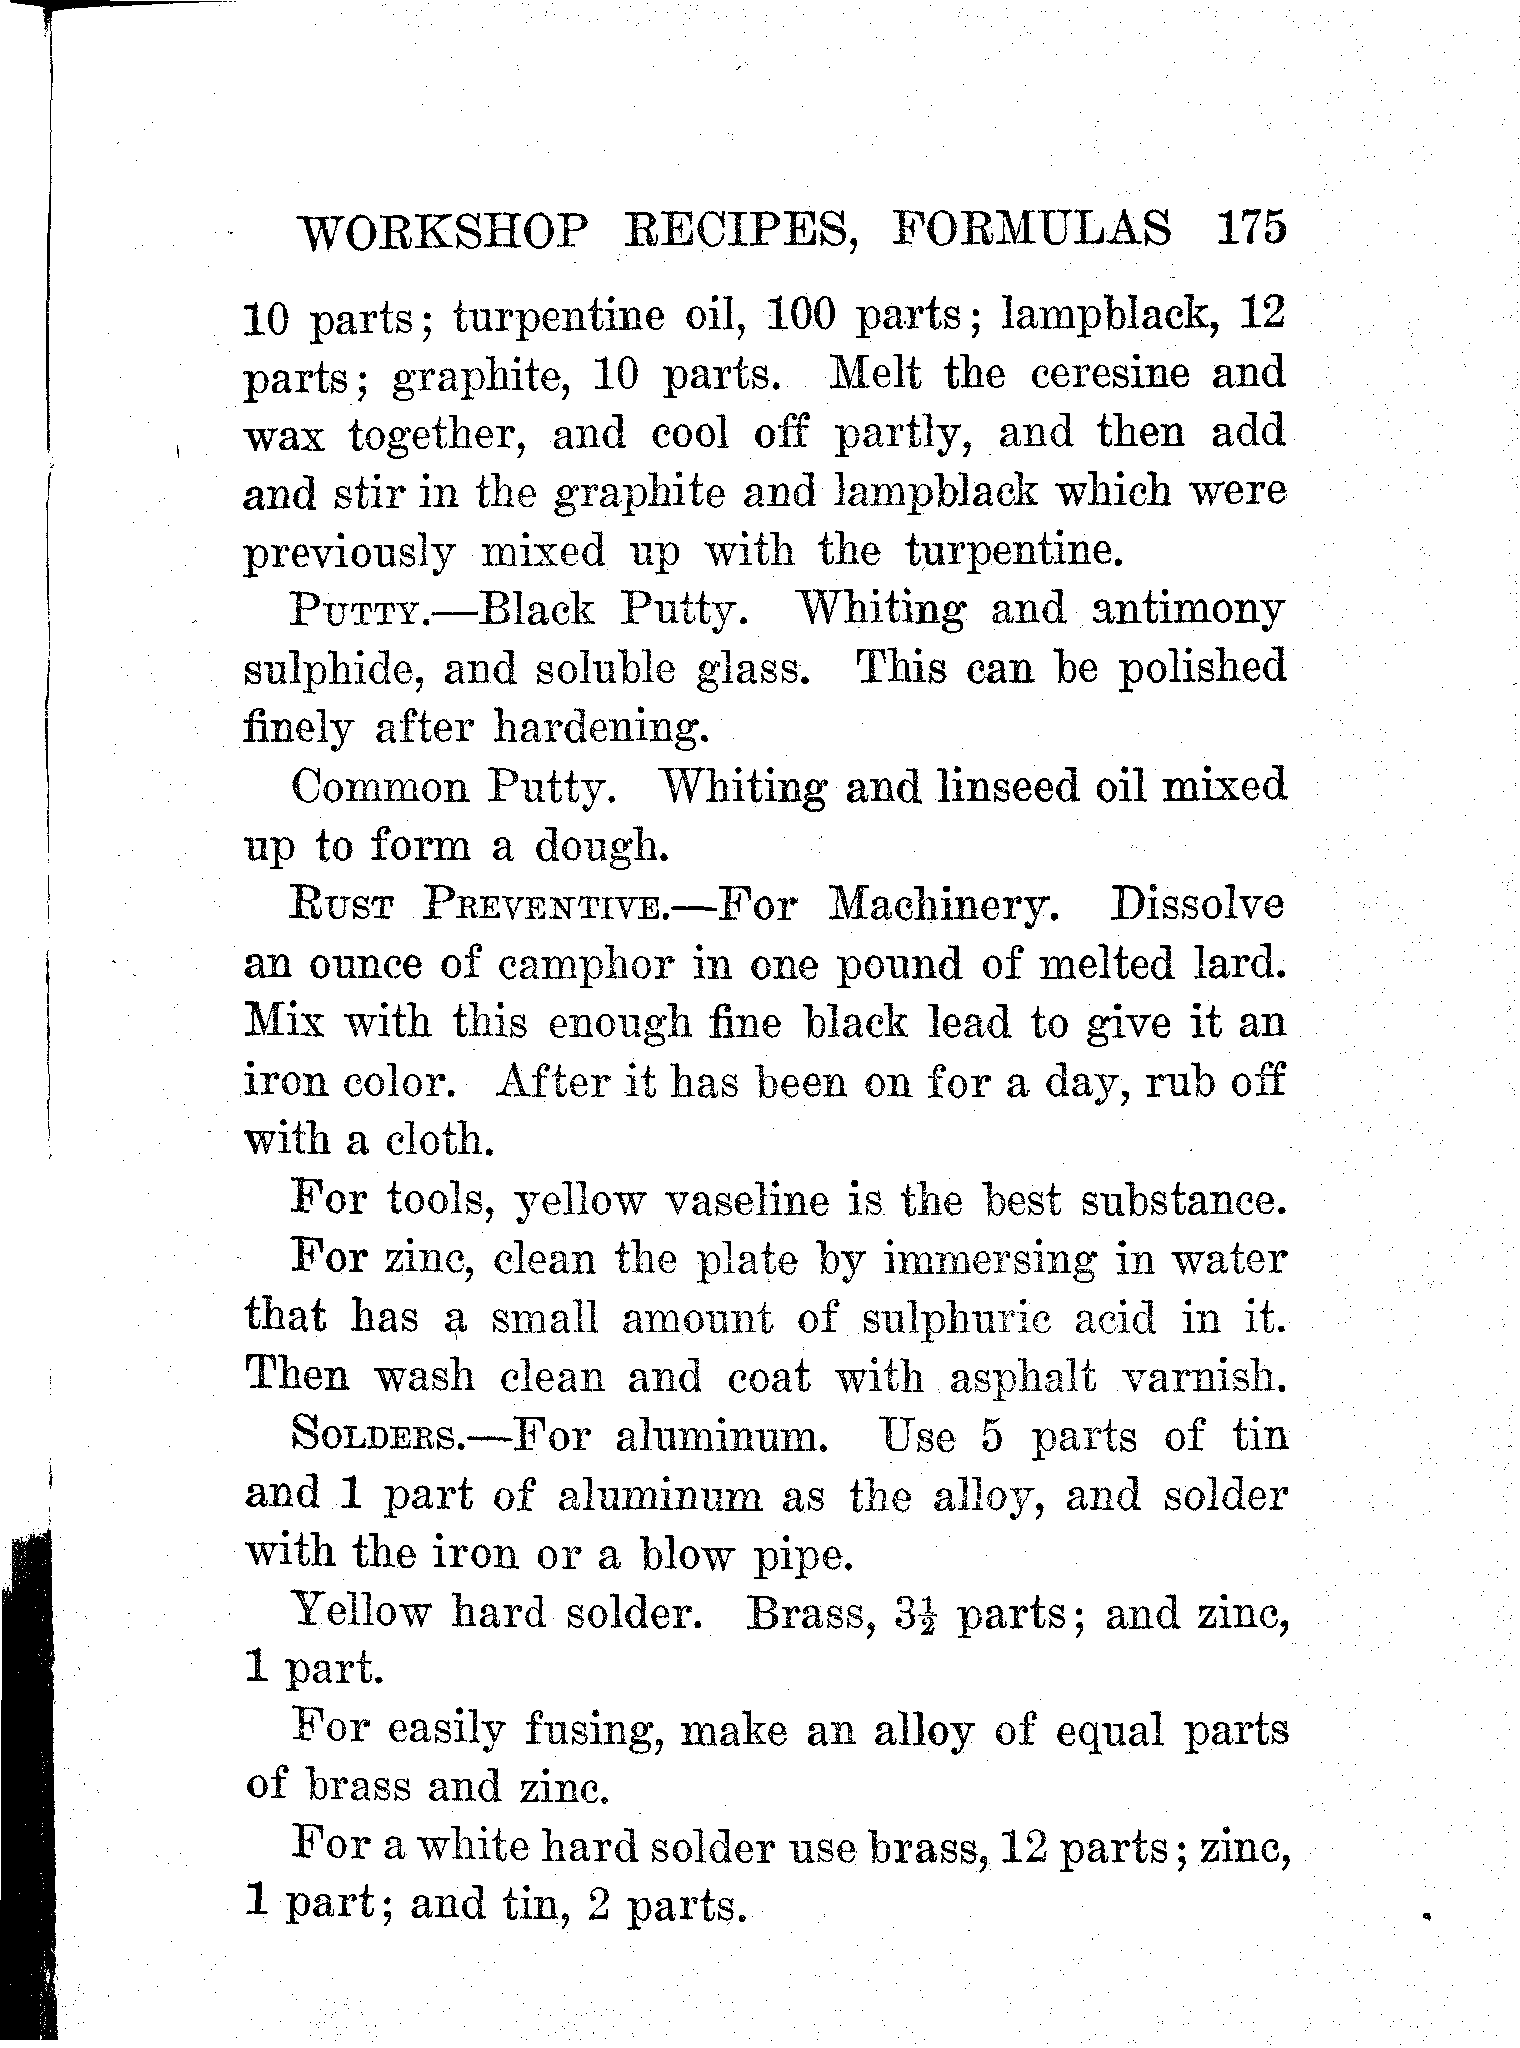 WORKSHOP RECIPES, FORMULAS 175
10 parts; turpentine oil, 100 parts; lampblack, 12
parts; graphite, 10 parts. Melt the ceresine and
wax together, and cool off partly, and then add
and stir in the graphite and lampblack which were
previously mixed up with the turpentine.
PUTTY.—Black Putty. Whiting and antimony
sulphide, and soluble glass. This can be polished
finely after hardening.
Common Putty. Whiting and linseed oil mixed
up to form a dough.
RUST PREVENTIVE.—For Machinery. Dissolve
an ounce of camphor in one pound of melted lard.
Mix with this enough fine black lead to give it an
iron color. After it has been on for a day, rub off
with a cloth.
For tools, yellow vaseline is the best substance.
For zinc, clean the plate by immersing in water
that has a small amount of sulphuric acid in it.
Then wash clean and coat with asphalt varnish.
SOLDERS.—For aluminum. Use 5 parts of tin
and 1 part of aluminum as the alloy, and solder
with the iron or a blow pipe.
Yellow hard solder. Brass, 3½ parts; and zinc,
1 part.
For easily fusing, make an alloy of equal parts
of brass and zinc.
For a white hard solder use brass, 12 parts; zinc,
1 part; and tin, 2 parts.